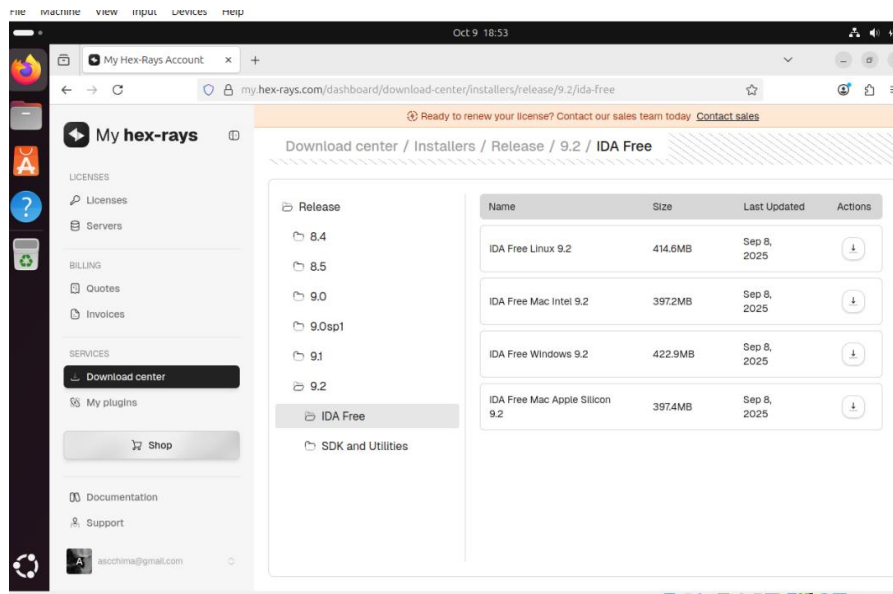 File Machine View Input Devices Help
Oct 9 18:53
My Hex-Rays Account
my.hex-rays.com/dashboard/download-center/installers/release/9.2/ida-free
Ready to renew your license? Contact our sales team today Contact sales
My hex-rays
Download center / Installers / Release / 9.2 / IDA Free
LICENSES
Licenses
Servers
BILLING
Quotes
Invoices
SERVICES
Download center
My plugins
Shop
Documentation
Support
A
ascchima@gmail.com
Release
8.4
8.5
9.0
9.0sp1
9.1
9.2
IDA Free
SDK and Utilities
Name Size Last Updated Actions
IDA Free Linux 9.2 414.6MB Sep 8,
2025
IDA Free Mac Intel 9.2 397.2MB Sep 8,
2025
IDA Free Windows 9.2 422.9MB Sep 8,
2025
IDA Free Mac Apple Silicon
9.2 397.4MB Sep 8,
2025